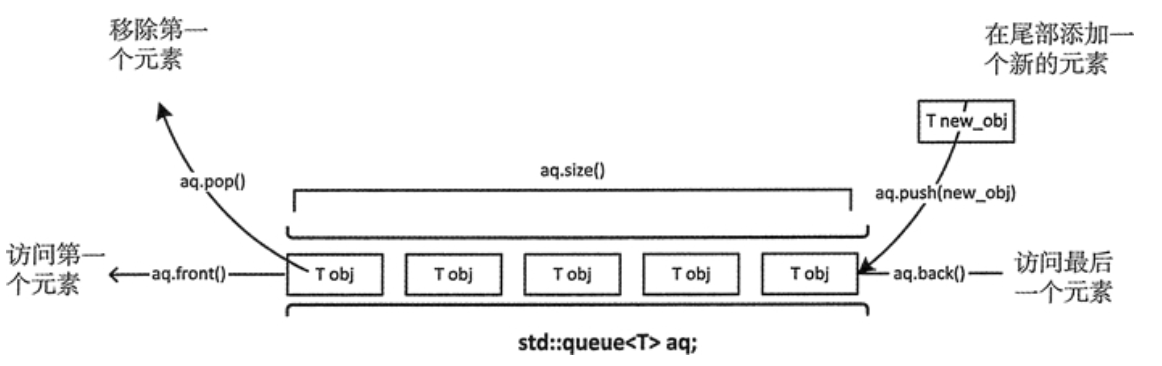 移除第一
个元素
在尾部添加一
个新的元素
T new_obj
aq.size()
aq.pop()
aq.push(new_obj)
访问第一
个元素
aq.front()
T obj
T obj
T obj
T obj
T obj
aq.back()
访问最后
一个元素
std::queue<T> aq;